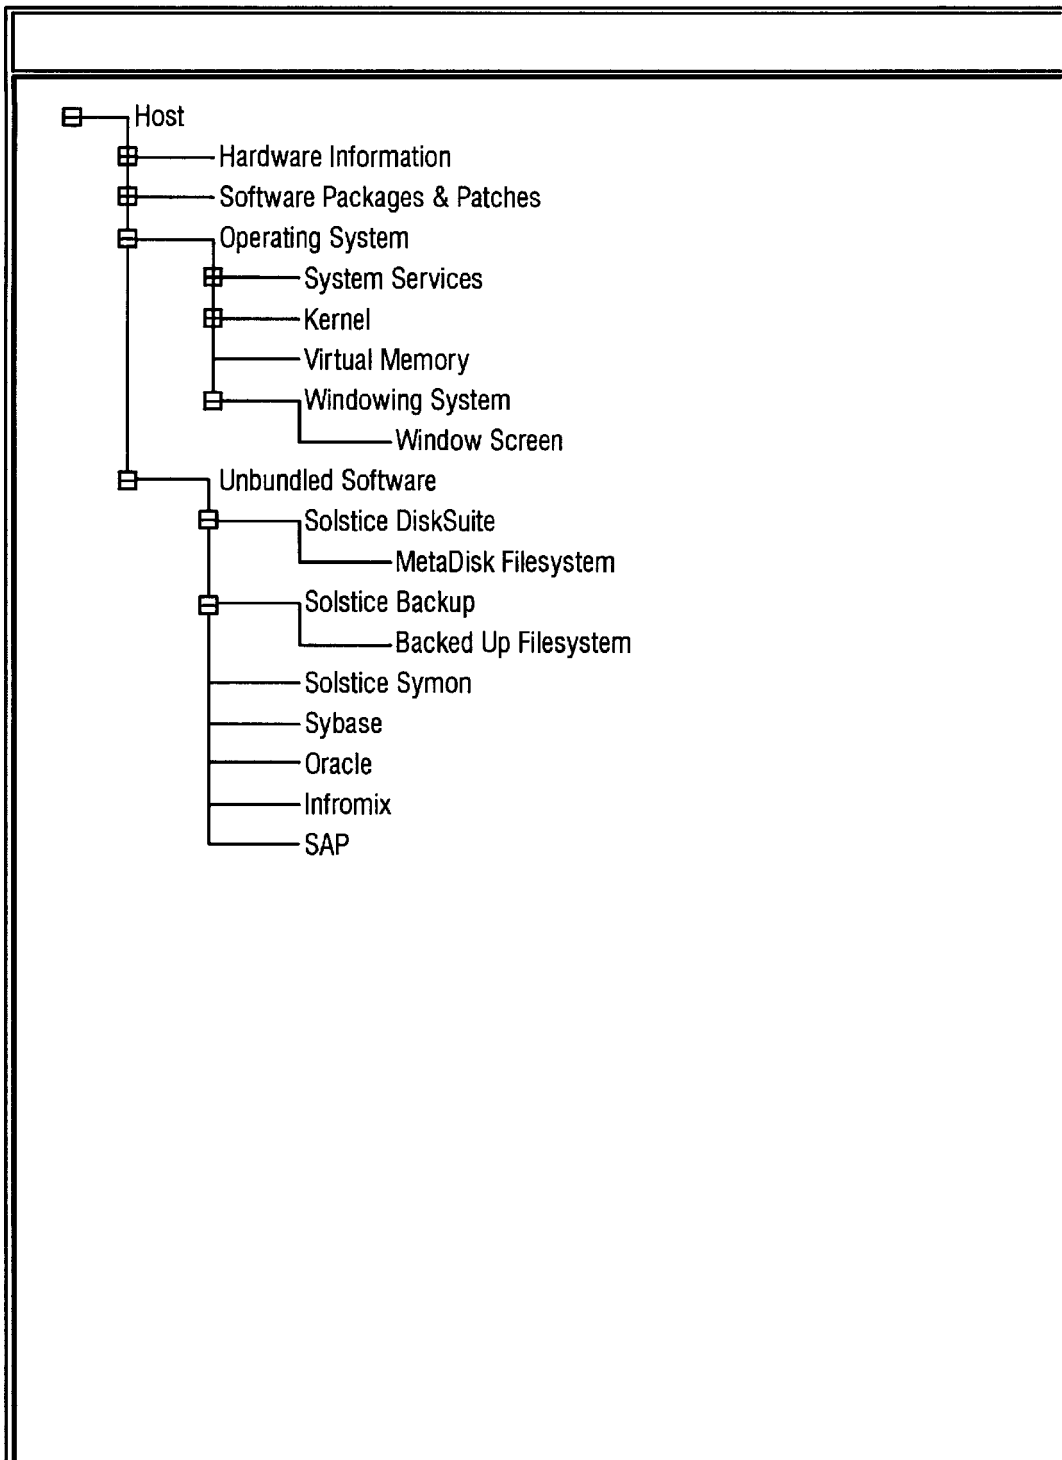 Host
Hardware Information
Software Packages & Patches
Operating System
System Services
Kernel
Virtual Memory
Windowing System
Window Screen
Unbundled Software
Solstice DiskSuite
MetaDisk Filesystem
Solstice Backup
Backed Up Filesystem
Solstice Symon
Sybase
Oracle
Infromix
SAP